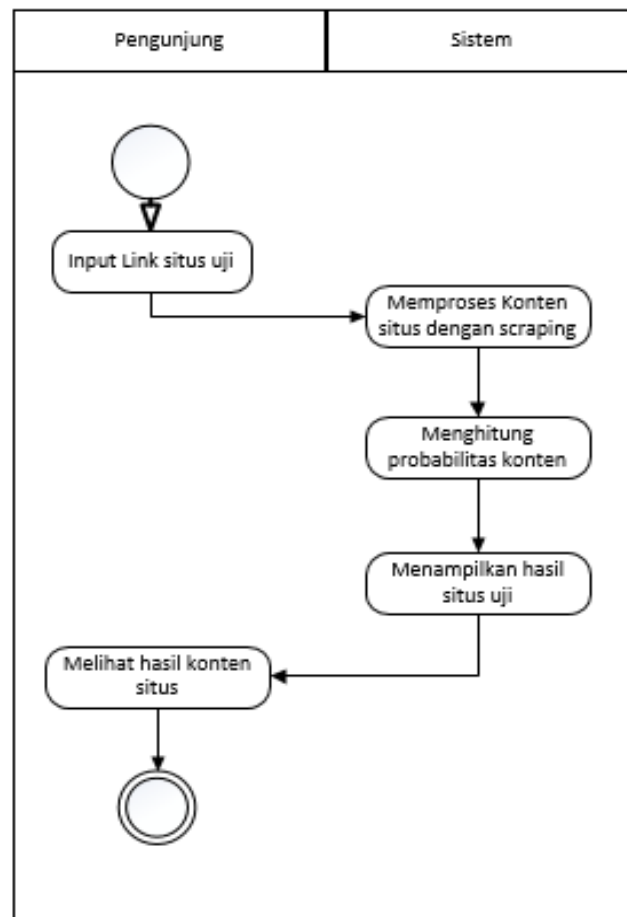 Pengunjung
Sistem
Input Link situs uji
Memproses Konten
situs dengan scraping
Menghitung
probabilitas konten
Menampilkan hasil
situs uji
Melihat hasil konten
situs